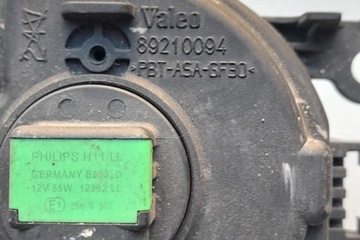 Valeo
89210094
>PBT-ASA-GF30<
PHILIPS H11 LL
GERMANY
12V 55W 12362 LL
E1